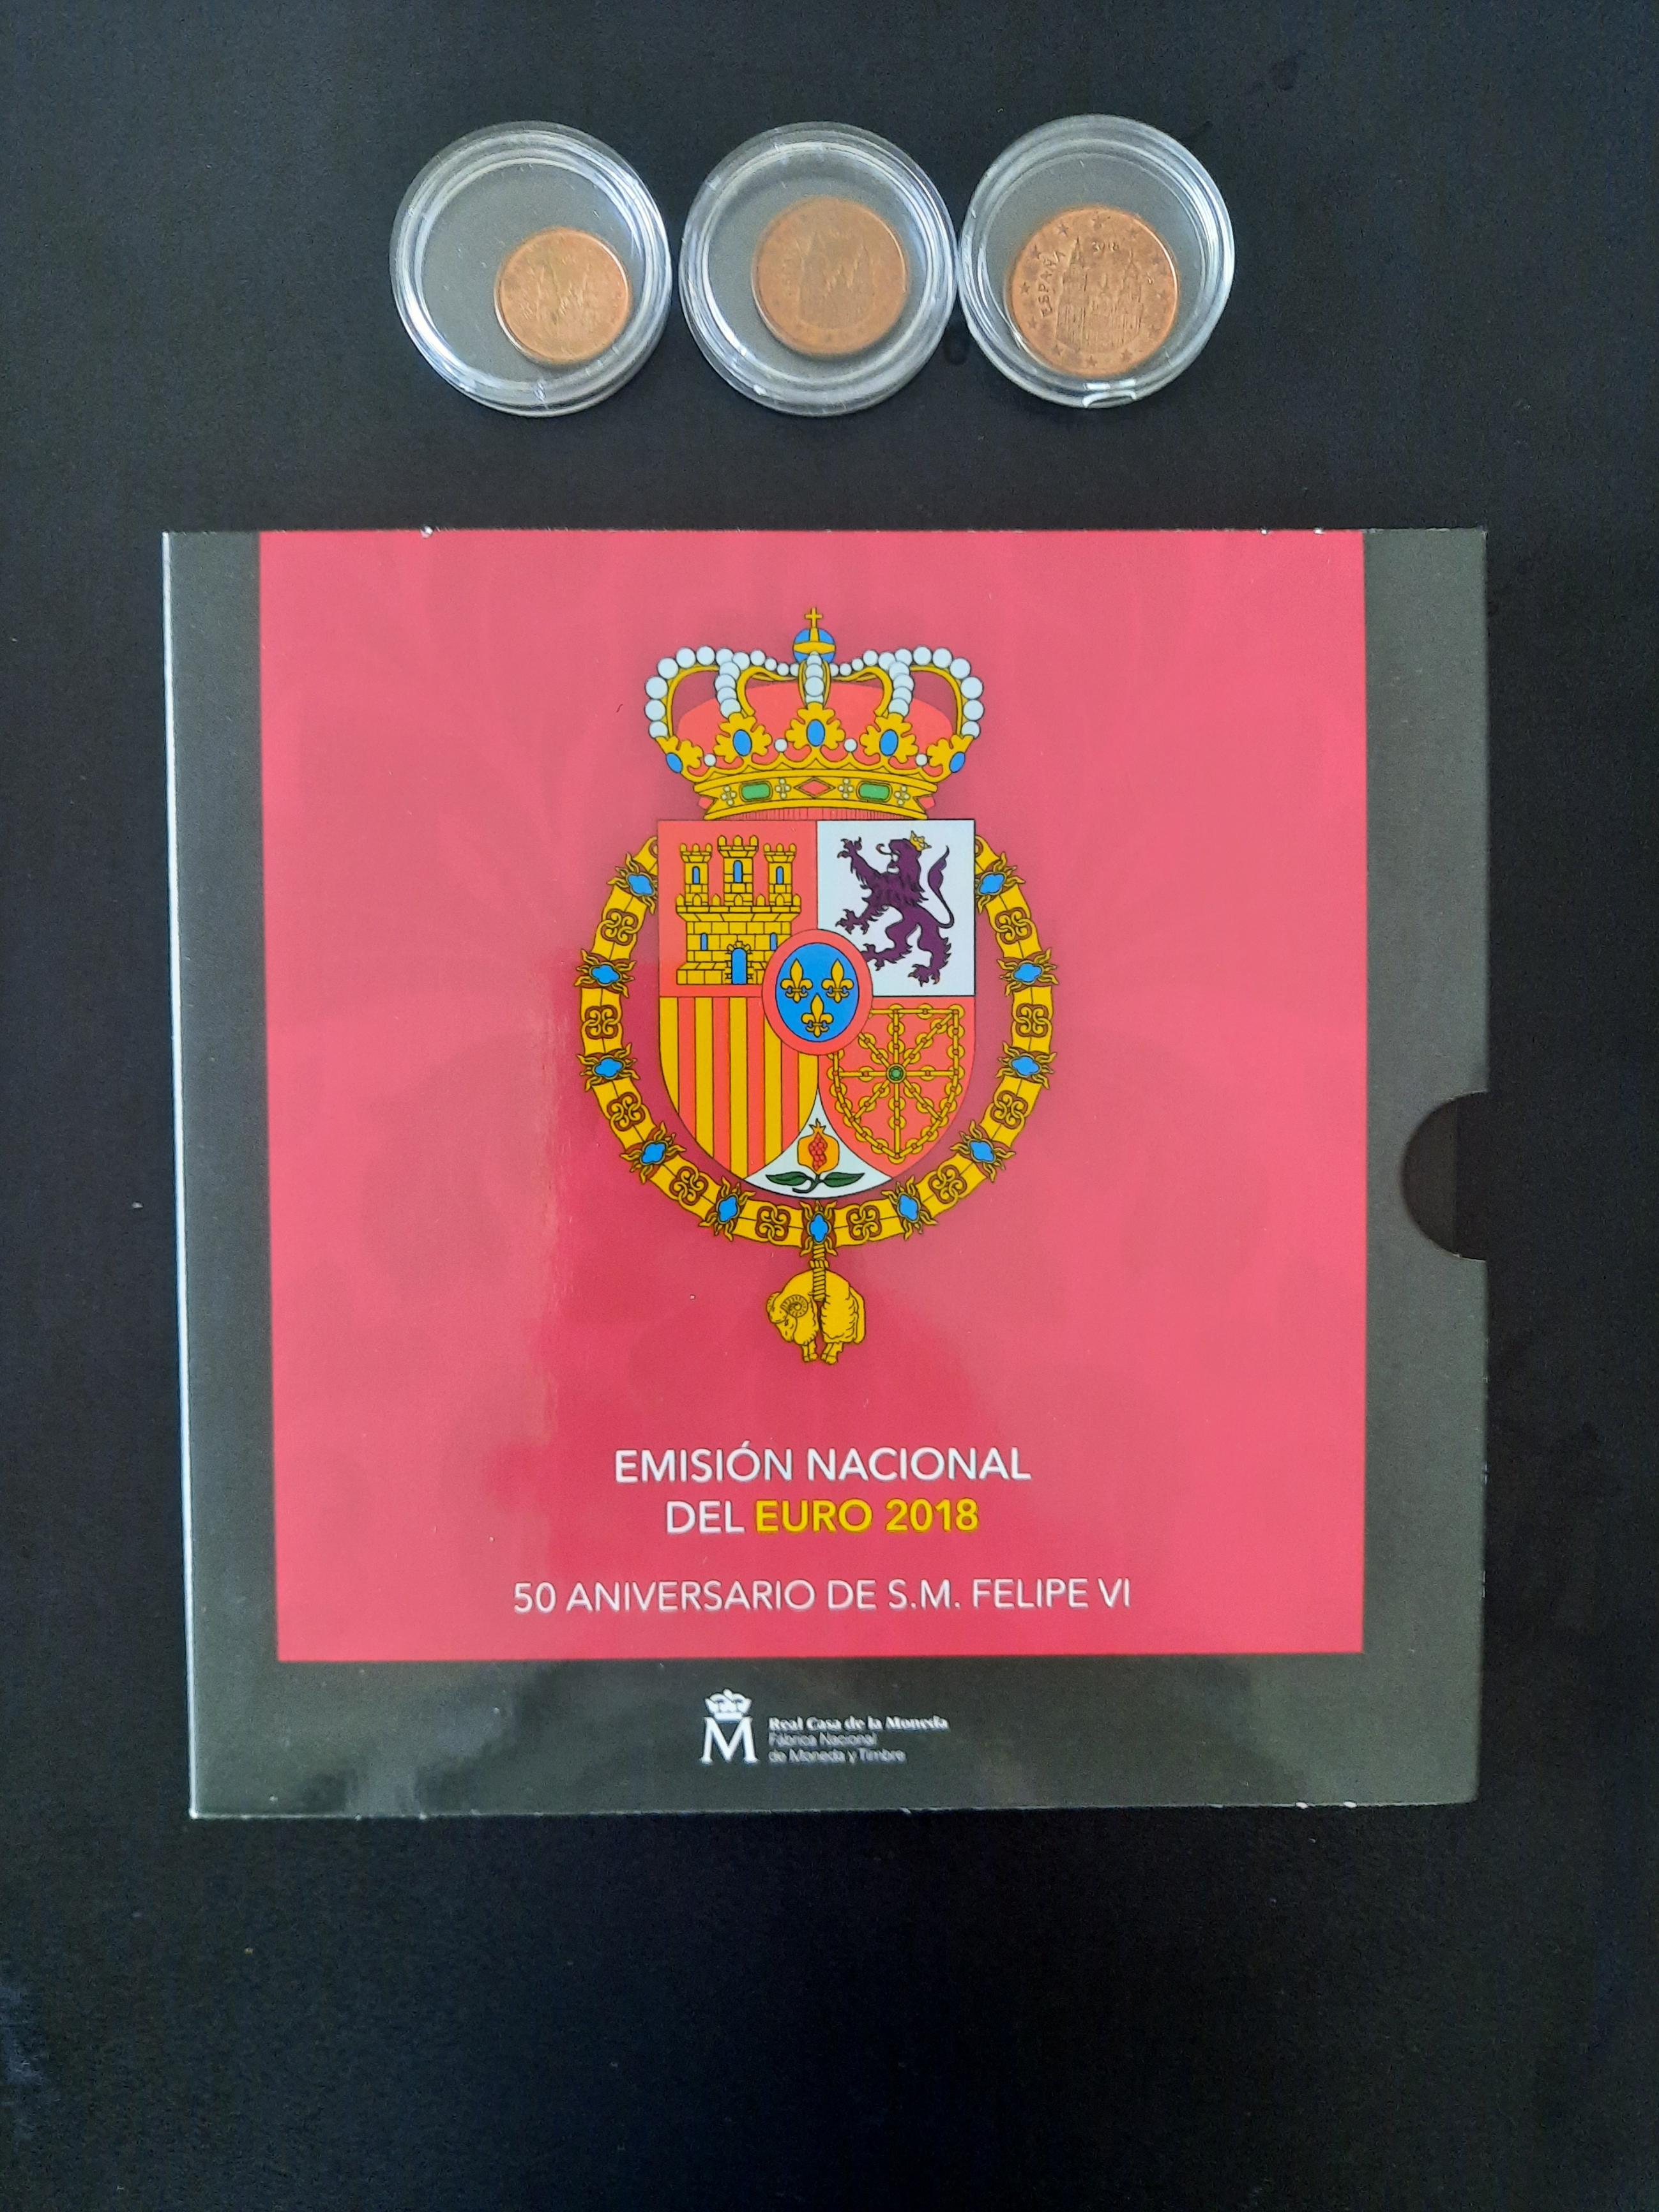 ESPAÑA
EMISIÓN NACIONAL
DEL EURO 2018
50 ANIVERSARIO DE S.M. FELIPE VI
M
Real Casa de la Moneda
Fábrica Nacional
de Moneda y Timbre